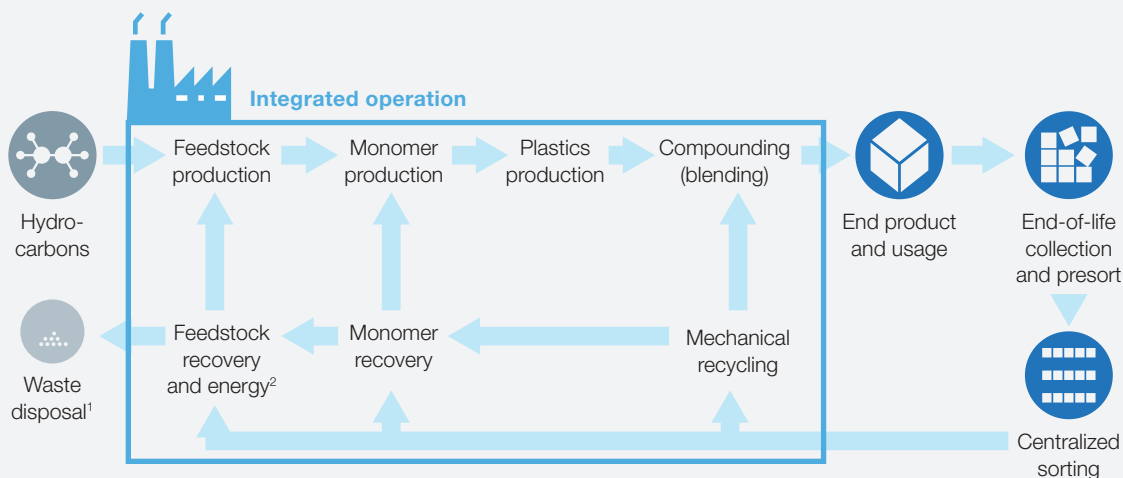 Integrated operation
Hydro-
carbons
Feedstock
production
Monomer
production
Plastics
production
Compounding
(blending)
End product
and usage
End-of-life
collection
and presort
Waste
disposal1
Feedstock
recovery
and energy2
Monomer
recovery
Mechanical
recycling
Centralized
sorting